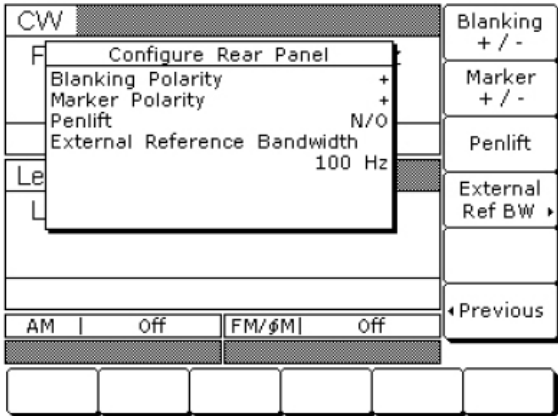 CW
F
Configure Rear Panel
Blanking Polarity +
Marker Polarity +
Penlift N/O
External Reference Bandwidth
100 Hz
Le
L
AM | Off
FM/ϕM| Off
Blanking
+ / -
Marker
+ / -
Penlift
External
Ref BW ▸
◂Previous